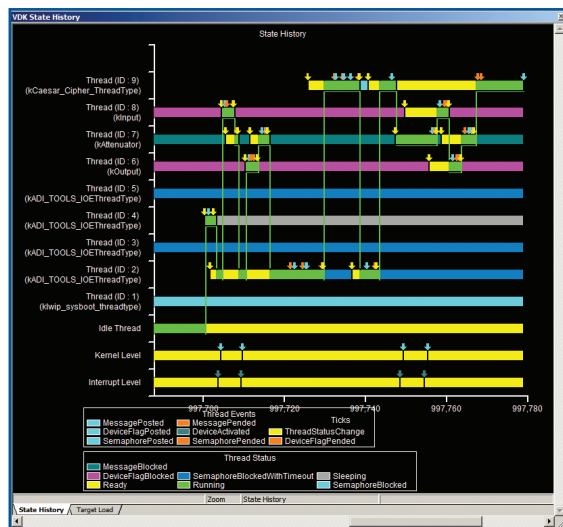 VDK State History
State History
Thread (ID : 9)
(kCaesar_Cipher_ThreadType)
Thread (ID : 8)
(kInput)
Thread (ID : 7)
(kAttenuator)
Thread (ID : 6)
(kOutput)
Thread (ID : 5)
(kADI_TOOLS_IOEThreadType)
Thread (ID : 4)
(kADI_TOOLS_IOEThreadType)
Thread (ID : 3)
(kADI_TOOLS_IOEThreadType)
Thread (ID : 2)
(kADI_TOOLS_IOEThreadType)
Thread (ID : 1)
(klwip_sysboot_threadtype)
Idle Thread
Kernel Level
Interrupt Level
997,700 997,720 997,740 997,760 997,780
Thread Events Ticks
MessagePosted MessagePended
DeviceFlagPosted DeviceActivated ThreadStatusChange
SemaphorePosted SemaphorePended DeviceFlagPended
Thread Status
MessageBlocked
DeviceFlagBlocked SemaphoreBlockedWithTimeout Sleeping
Ready Running SemaphoreBlocked
Zoom State History
State History Target Load